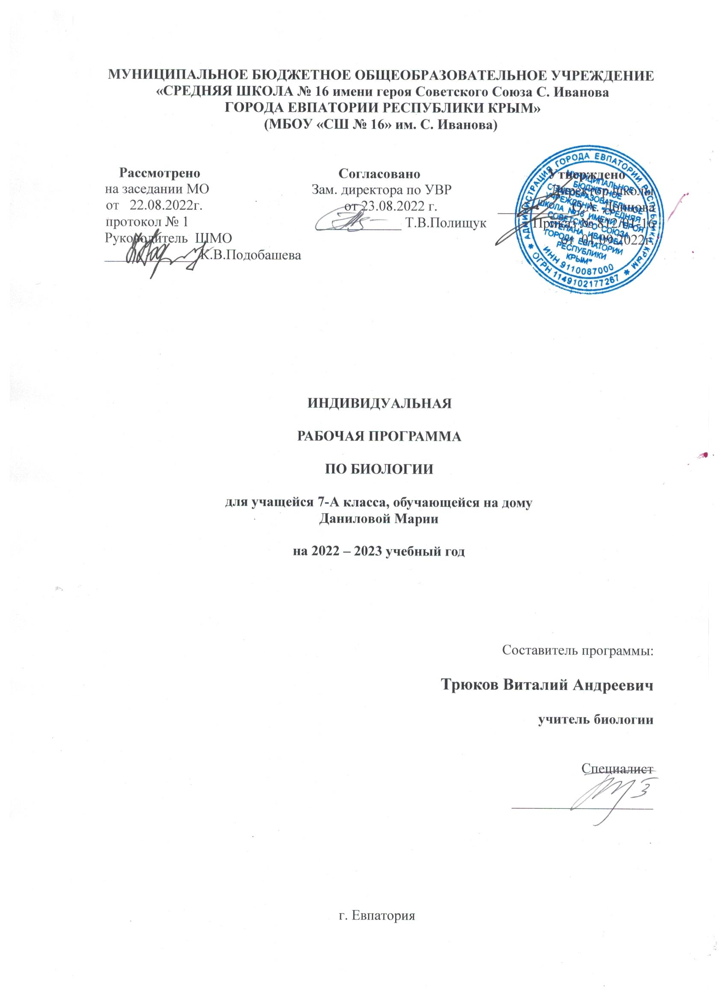 МУНИЦИПАЛЬНОЕ БЮДЖЕТНОЕ ОБЩЕОБРАЗОВАТЕЛЬНОЕ УЧРЕЖДЕНИЕ
«СРЕДНЯЯ ШКОЛА № 16 имени героя Советского Союза С. Иванова
ГОРОДА ЕВПАТОРИИ РЕСПУБЛИКИ КРЫМ»
(МБОУ «СШ № 16» им. С. Иванова)
Рассмотрено
на заседании МО
от 22.08.2022г.
протокол № 1
Руководитель ШМО
К.В.Подобашева
Согласовано
Зам. директора по УВР
от 23.08.2022 г.
Т.В.Полищук
Утверждено
Директор школы
О.А.
Приказ № 812/01-16
от 01.09.2022г.
АДМИНИСТРАЦИЯ ГОРОДА ЕВПАТОРИИ РЕСПУБЛИКИ КРЫМ
ОГРН 1149102177267
МУНИЦИПАЛЬНОЕ
БЮДЖЕТНОЕ
ОБЩЕОБРАЗОВАТЕЛЬНОЕ
УЧРЕЖДЕНИЕ "СРЕДНЯЯ
ШКОЛА №16 ИМЕНИ ГЕРОЯ
СОВЕТСКОГО СОЮЗА
СТЕПАНА ИВАНОВА
ГОРОДА ЕВПАТОРИИ
РЕСПУБЛИКИ
КРЫМ"
ИНН 9110087000
ИНДИВИДУАЛЬНАЯ
РАБОЧАЯ ПРОГРАММА
ПО БИОЛОГИИ
для учащейся 7-А класса, обучающейся на дому
Даниловой Марии
на 2022 – 2023 учебный год
Составитель программы:
Трюков Виталий Андреевич
учитель биологии
Специалист
г. Евпатория